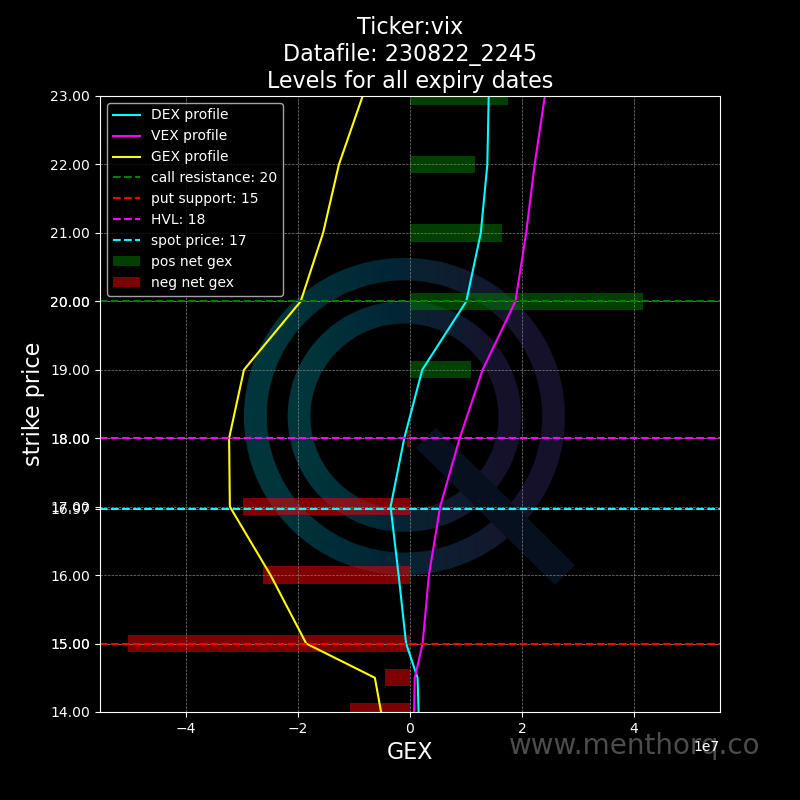 Ticker:vix
Datafile: 230822_2245
Levels for all expiry dates
23.00
22.00
21.00
20.00
19.00
18.00
17.00
16.97
16.00
15.00
14.00
strike price
DEX profile
VEX profile
GEX profile
call resistance: 20
put support: 15
HVL: 18
spot price: 17
pos net gex
neg net gex
−4
−2
0
2
4
1e7
GEX
www.menthorq.co